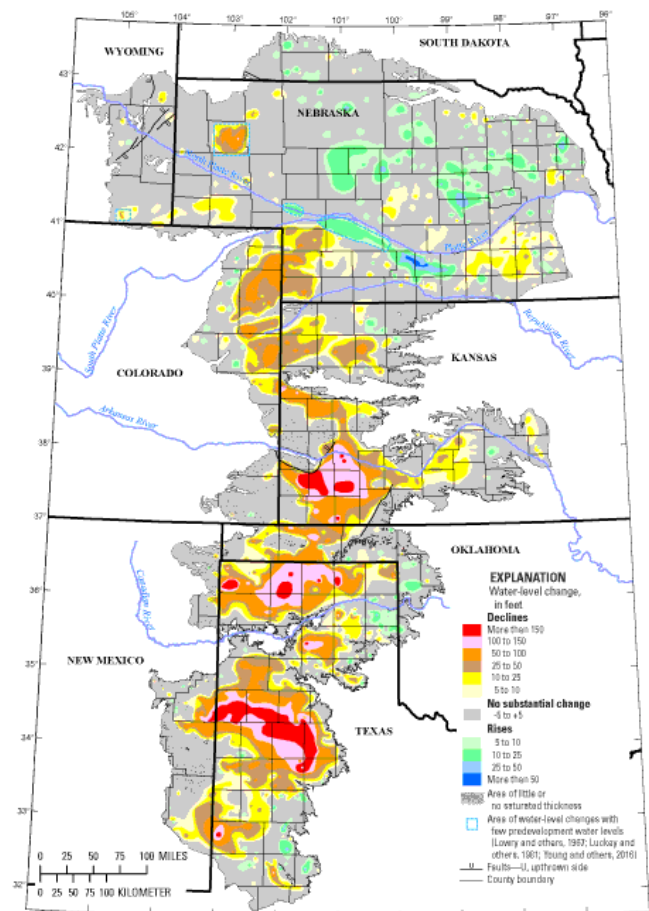 105° 104° 103° 102° 101° 100° 99° 98° 97° 96°
WYOMING
SOUTH DAKOTA
43°
NEBRASKA
42°
North Platte River
41°
Platte River
40°
South Platte River
Republican River
COLORADO
KANSAS
39°
Arkansas River
38°
37°
OKLAHOMA
36°
Canadian River
EXPLANATION
Water-level change,
in feet
Declines
More than 150
100 to 150
50 to 100
25 to 50
10 to 25
5 to 10
No substantial change
-5 to +5
Rises
5 to 10
10 to 25
25 to 50
More than 50
Area of little or
no saturated thickness
Area of water-level changes with
few predevelopment water levels
(Lowry and others, 1967; Luckey and
others, 1981; Young and others, 2016)
Faults—U, upthrown side
County boundary
35°
NEW MEXICO
TEXAS
34°
33°
0 25 50 75 100 MILES
0 25 50 75 100 KILOMETER
32°